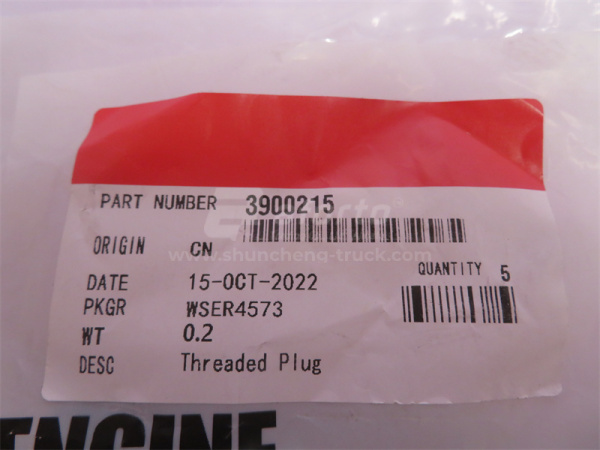 PART NUMBER 3900215
ORIGIN CN
www.shuncheng-truck.com
DATE 15-OCT-2022
QUANTITY 5
PKGR WSER4573
WT 0.2
DESC Threaded Plug
ENGINE